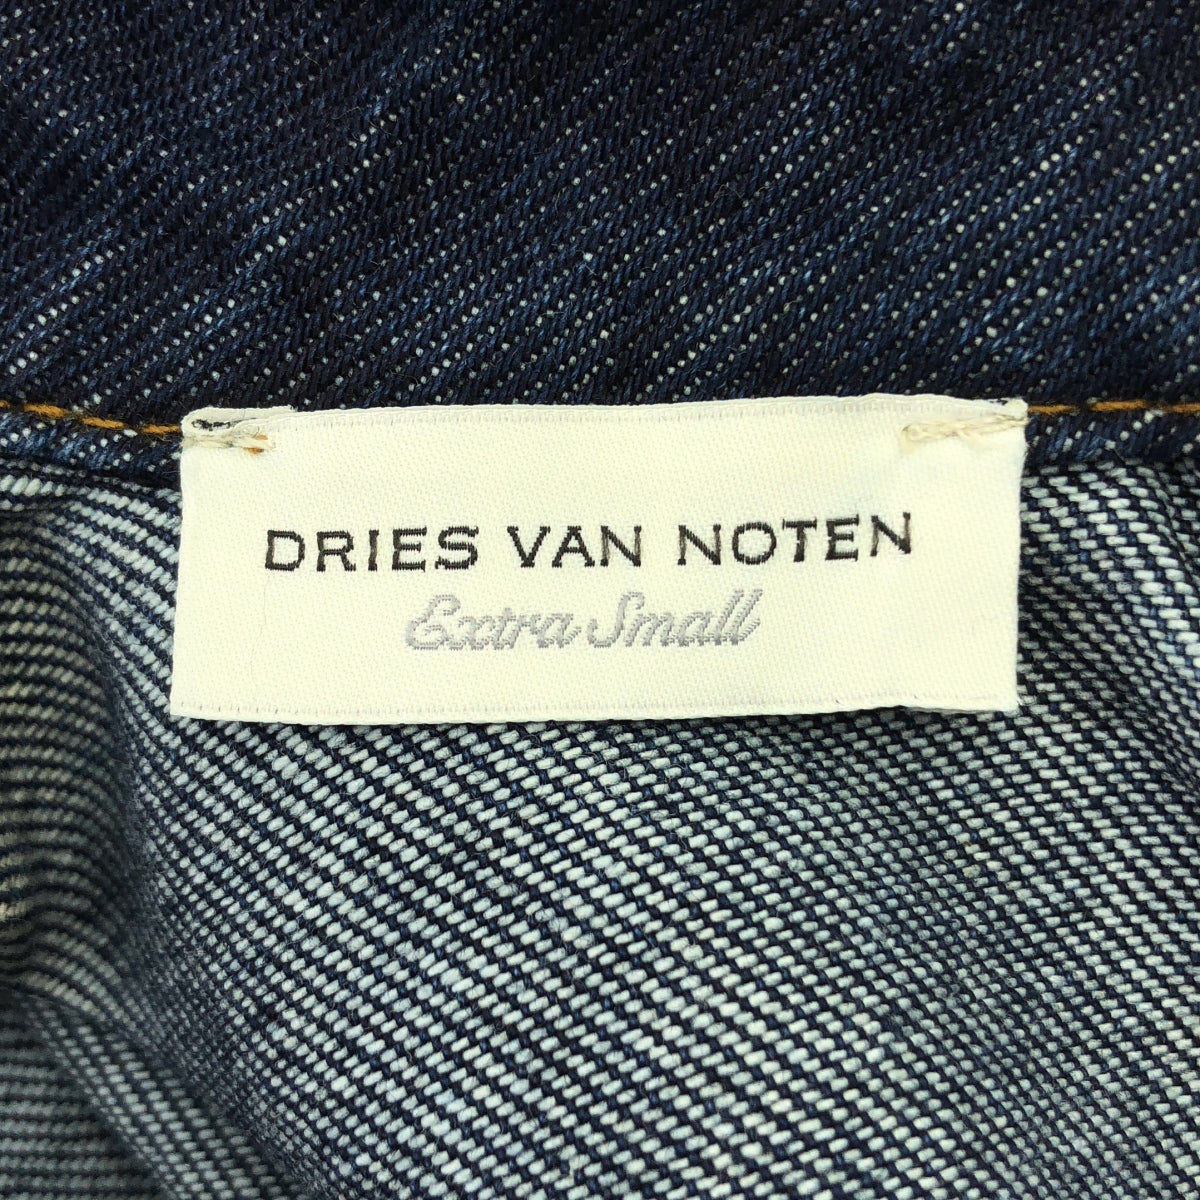 DRIES VAN NOTEN
Extra Small